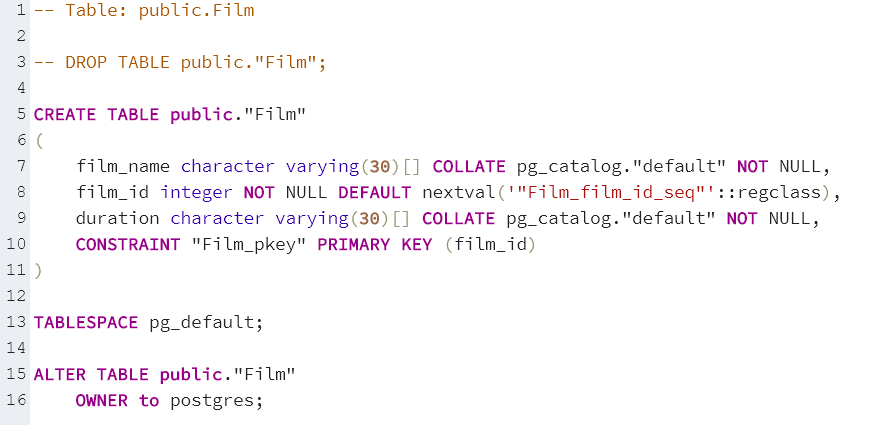 1 -- Table: public.Film
2
3 -- DROP TABLE public."Film";
4
5 CREATE TABLE public."Film"
6 (
7     film_name character varying(30)[] COLLATE pg_catalog."default" NOT NULL,
8     film_id integer NOT NULL DEFAULT nextval('"Film_film_id_seq"'::regclass),
9     duration character varying(30)[] COLLATE pg_catalog."default" NOT NULL,
10     CONSTRAINT "Film_pkey" PRIMARY KEY (film_id)
11 )
12
13 TABLESPACE pg_default;
14
15 ALTER TABLE public."Film"
16     OWNER to postgres;